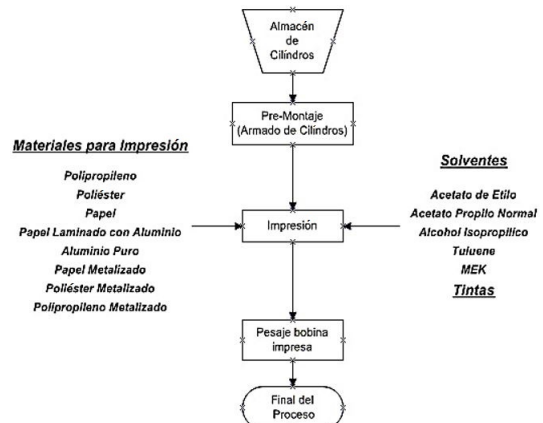 Almacén
de
Cilíndros
Pre-Montaje
(Armado de Cilíndros)
Materiales para Impresión
Polipropileno
Poliéster
Papel
Papel Laminado con Aluminio
Aluminio Puro
Papel Metalizado
Poliéster Metalizado
Polipropileno Metalizado
Impresión
Solventes
Acetato de Etilo
Acetato Propilo Normal
Alcohol Isopropilico
Tuluene
MEK
Tintas
Pesaje bobina
impresa
Final del
Proceso